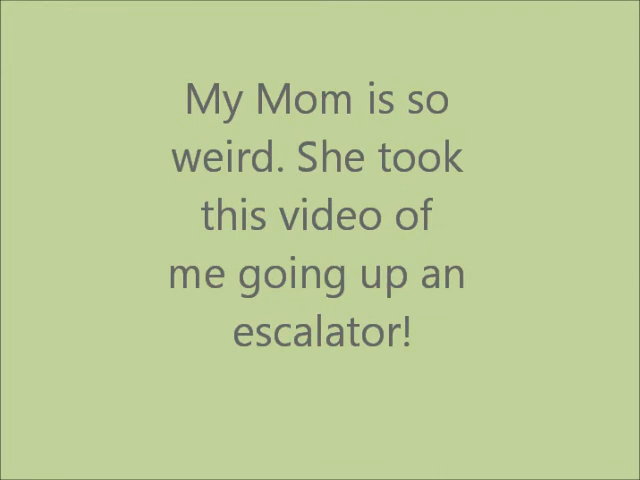 My Mom is so
weird. She took
this video of
me going up an
escalator!